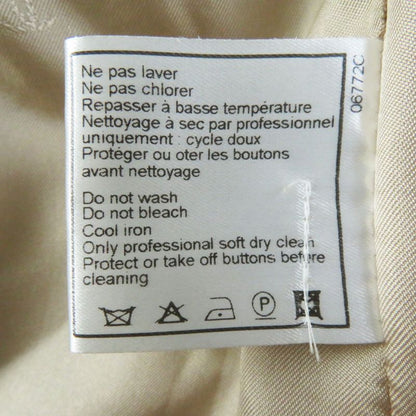 Ne pas laver
Ne pas chlorer
Repasser à basse température
Nettoyage à sec par professionnel
uniquement : cycle doux
Protéger ou oter les boutons
avant nettoyage
Do not wash
Do not bleach
Cool iron
Only professional soft dry clean
Protect or take off buttons before
cleaning
P
06772C